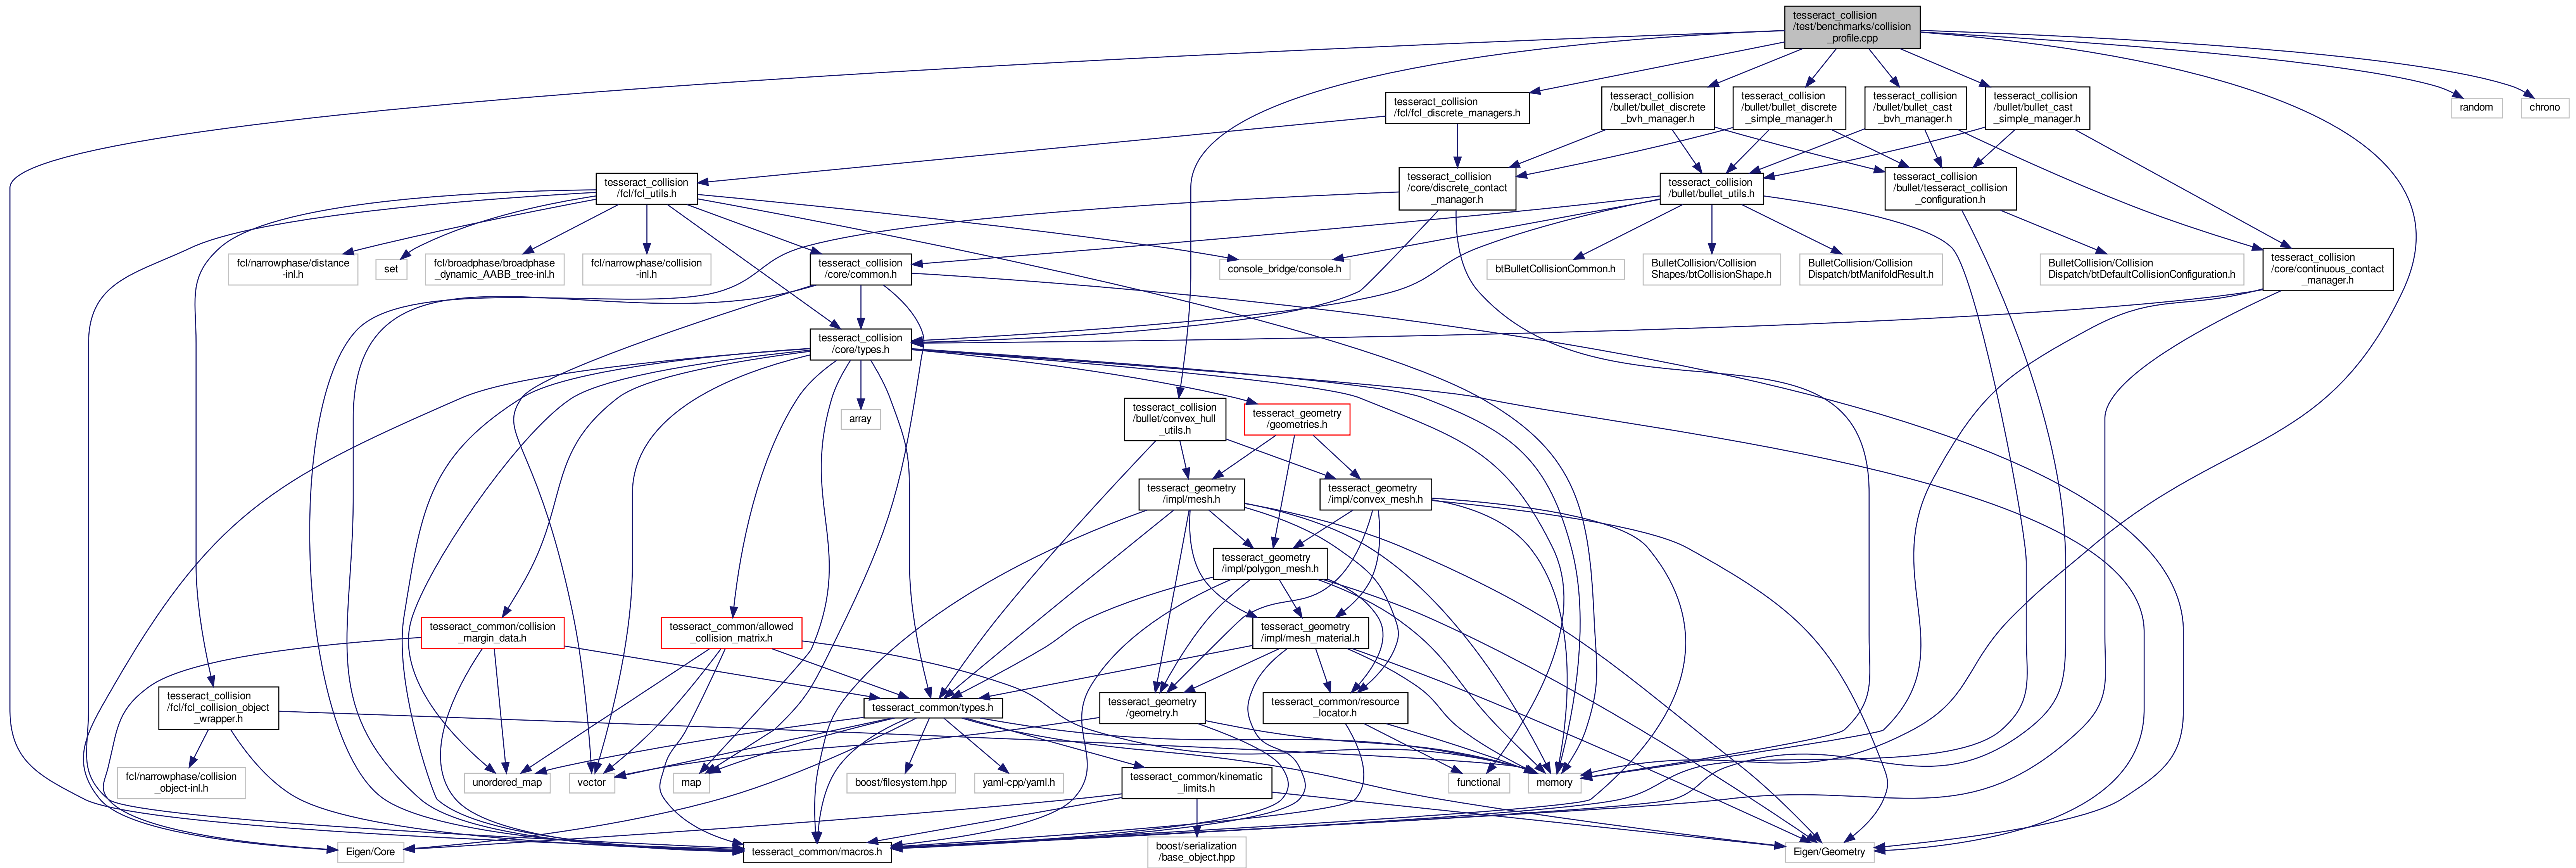 tesseract_collision
/test/benchmarks/collision
_profile.cpp
random
chrono
tesseract_collision
/fcl/fcl_discrete_managers.h
tesseract_collision
/bullet/bullet_discrete
_bvh_manager.h
tesseract_collision
/bullet/bullet_discrete
_simple_manager.h
tesseract_collision
/bullet/bullet_cast
_bvh_manager.h
tesseract_collision
/bullet/bullet_cast
_simple_manager.h
tesseract_collision
/fcl/fcl_utils.h
tesseract_collision
/core/discrete_contact
_manager.h
tesseract_collision
/bullet/bullet_utils.h
tesseract_collision
/bullet/tesseract_collision
_configuration.h
fcl/narrowphase/distance
-inl.h
set
fcl/broadphase/broadphase
_dynamic_AABB_tree-inl.h
fcl/narrowphase/collision
-inl.h
tesseract_collision
/core/common.h
console_bridge/console.h
btBulletCollisionCommon.h
BulletCollision/Collision
Shapes/btCollisionShape.h
BulletCollision/Collision
Dispatch/btManifoldResult.h
BulletCollision/Collision
Dispatch/btDefaultCollisionConfiguration.h
tesseract_collision
/core/continuous_contact
_manager.h
tesseract_collision
/core/types.h
array
tesseract_collision
/bullet/convex_hull
_utils.h
tesseract_geometry
/geometries.h
tesseract_geometry
/impl/mesh.h
tesseract_geometry
/impl/convex_mesh.h
tesseract_geometry
/impl/polygon_mesh.h
tesseract_common/collision
_margin_data.h
tesseract_common/allowed
_collision_matrix.h
tesseract_geometry
/impl/mesh_material.h
tesseract_collision
/fcl/fcl_collision_object
_wrapper.h
tesseract_common/types.h
tesseract_geometry
/geometry.h
tesseract_common/resource
_locator.h
fcl/narrowphase/collision
_object-inl.h
unordered_map
vector
map
boost/filesystem.hpp
yaml-cpp/yaml.h
tesseract_common/kinematic
_limits.h
functional
memory
Eigen/Core
tesseract_common/macros.h
boost/serialization
/base_object.hpp
Eigen/Geometry